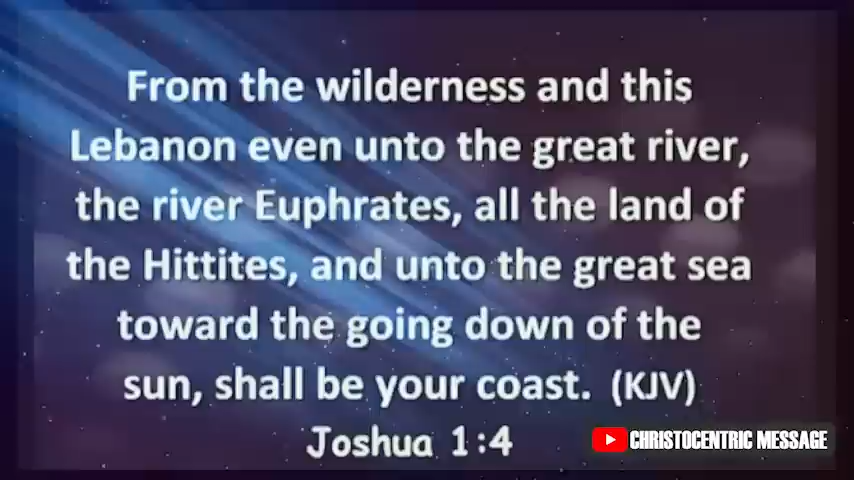 From the wilderness and this
Lebanon even unto the great river,
the river Euphrates, all the land of
the Hittites, and unto the great sea
toward the going down of the
sun, shall be your coast. (KJV)
Joshua 1:4
CHRISTOCENTRIC MESSAGE